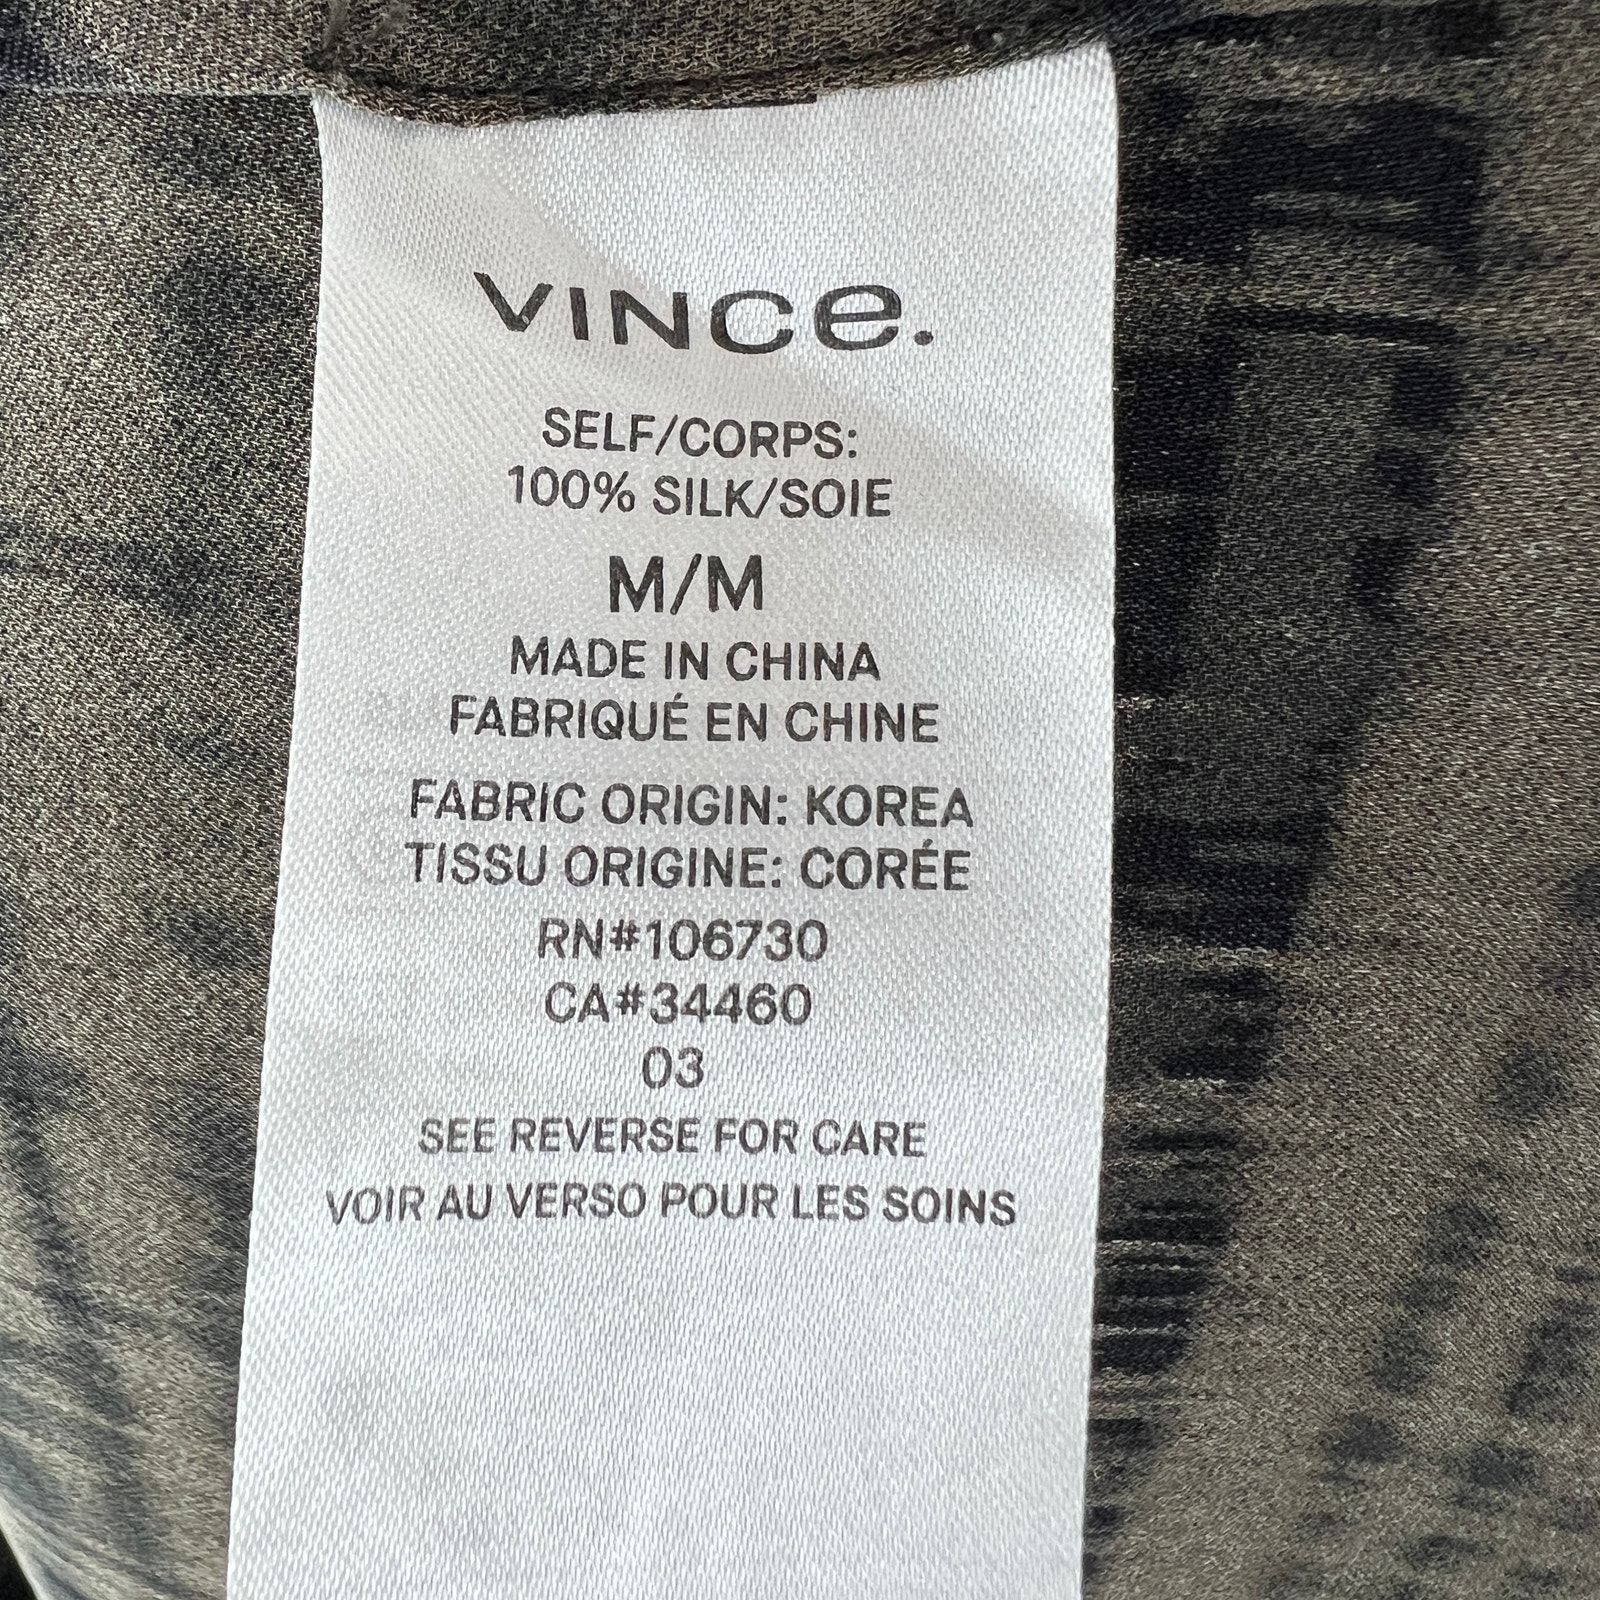 VINCe.
SELF/CORPS:
100% SILK/SOIE
M/M
MADE IN CHINA
FABRIQUÉ EN CHINE
FABRIC ORIGIN: KOREA
TISSU ORIGINE: CORÉE
RN#106730
CA#34460
03
SEE REVERSE FOR CARE
VOIR AU VERSO POUR LES SOINS